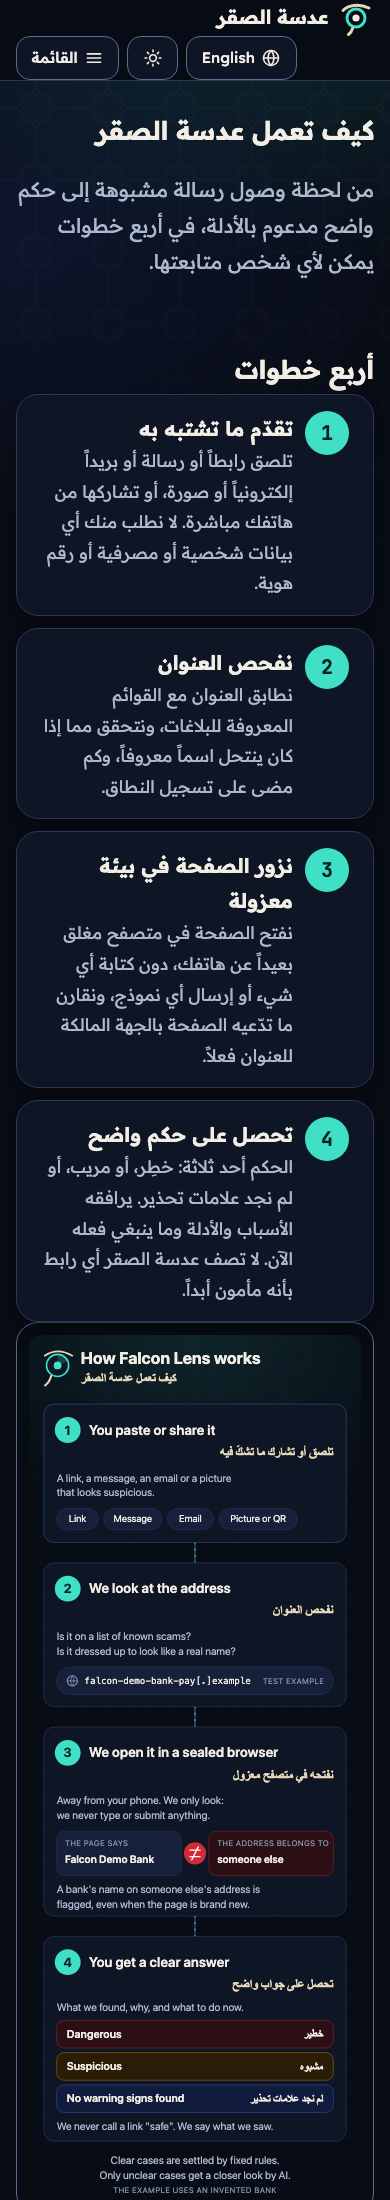 عدسة الصقر
English
القائمة
كيف تعمل عدسة الصقر
من لحظة وصول رسالة مشبوهة إلى حكم
واضح مدعوم بالأدلة، في أربع خطوات
يمكن لأي شخص متابعتها.
أربع خطوات
1
تقدّم ما تشتبه به
تلصق رابطاً أو رسالة أو بريداً
إلكترونياً أو صورة، أو تشاركها من
هاتفك مباشرة. لا نطلب منك أي
بيانات شخصية أو مصرفية أو رقم
هوية.
2
نفحص العنوان
نطابق العنوان مع القوائم
المعروفة للبلاغات، ونتحقق مما إذا
كان ينتحل اسماً معروفاً، وكم
مضى على تسجيل النطاق.
3
نزور الصفحة في بيئة
معزولة
نفتح الصفحة في متصفح مغلق
بعيداً عن هاتفك، دون كتابة أي
شيء أو إرسال أي نموذج، ونقارن
ما تدّعيه الصفحة بالجهة المالكة
للعنوان فعلاً.
4
تحصل على حكم واضح
الحكم أحد ثلاثة: خطِر، أو مريب، أو
لم نجد علامات تحذير. يرافقه
الأسباب والأدلة وما ينبغي فعله
الآن. لا تصف عدسة الصقر أي رابط
بأنه مأمون أبداً.
How Falcon Lens works
كيف تعمل عدسة الصقر
1 You paste or share it
تلصق أو تشارك ما تشكّ فيه
A link, a message, an email or a picture
that looks suspicious.
Link Message Email Picture or QR
2 We look at the address
نفحص العنوان
Is it on a list of known scams?
Is it dressed up to look like a real name?
falcon-demo-bank-pay[.]example TEST EXAMPLE
3 We open it in a sealed browser
نفتحه في متصفح معزول
Away from your phone. We only look:
we never type or submit anything.
THE PAGE SAYS THE ADDRESS BELONGS TO
Falcon Demo Bank ≠ someone else
A bank's name on someone else's address is
flagged, even when the page is brand new.
4 You get a clear answer
تحصل على جواب واضح
What we found, why, and what to do now.
Dangerous خطير
Suspicious مشبوه
No warning signs found لم نجد علامات تحذير
We never call a link "safe". We say what we saw.
Clear cases are settled by fixed rules.
Only unclear cases get a closer look by AI.
THE EXAMPLE USES AN INVENTED BANK